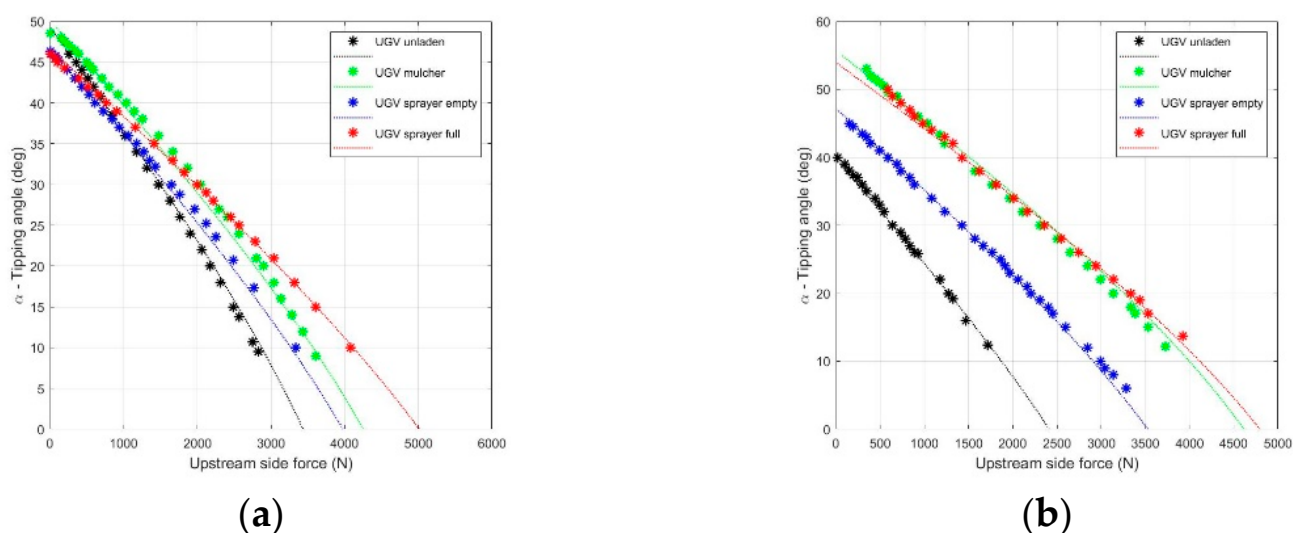 50
45
40
35
30
25
20
15
10
5
0
α - Tipping angle (deg)
UGV unladen
UGV mulcher
UGV sprayer empty
UGV sprayer full
0 1000 2000 3000 4000 5000 6000
Upstream side force (N)
(a)
60
50
40
30
20
10
0
α - Tipping angle (deg)
UGV unladen
UGV mulcher
UGV sprayer empty
UGV sprayer full
0 500 1000 1500 2000 2500 3000 3500 4000 4500 5000
Upstream side force (N)
(b)